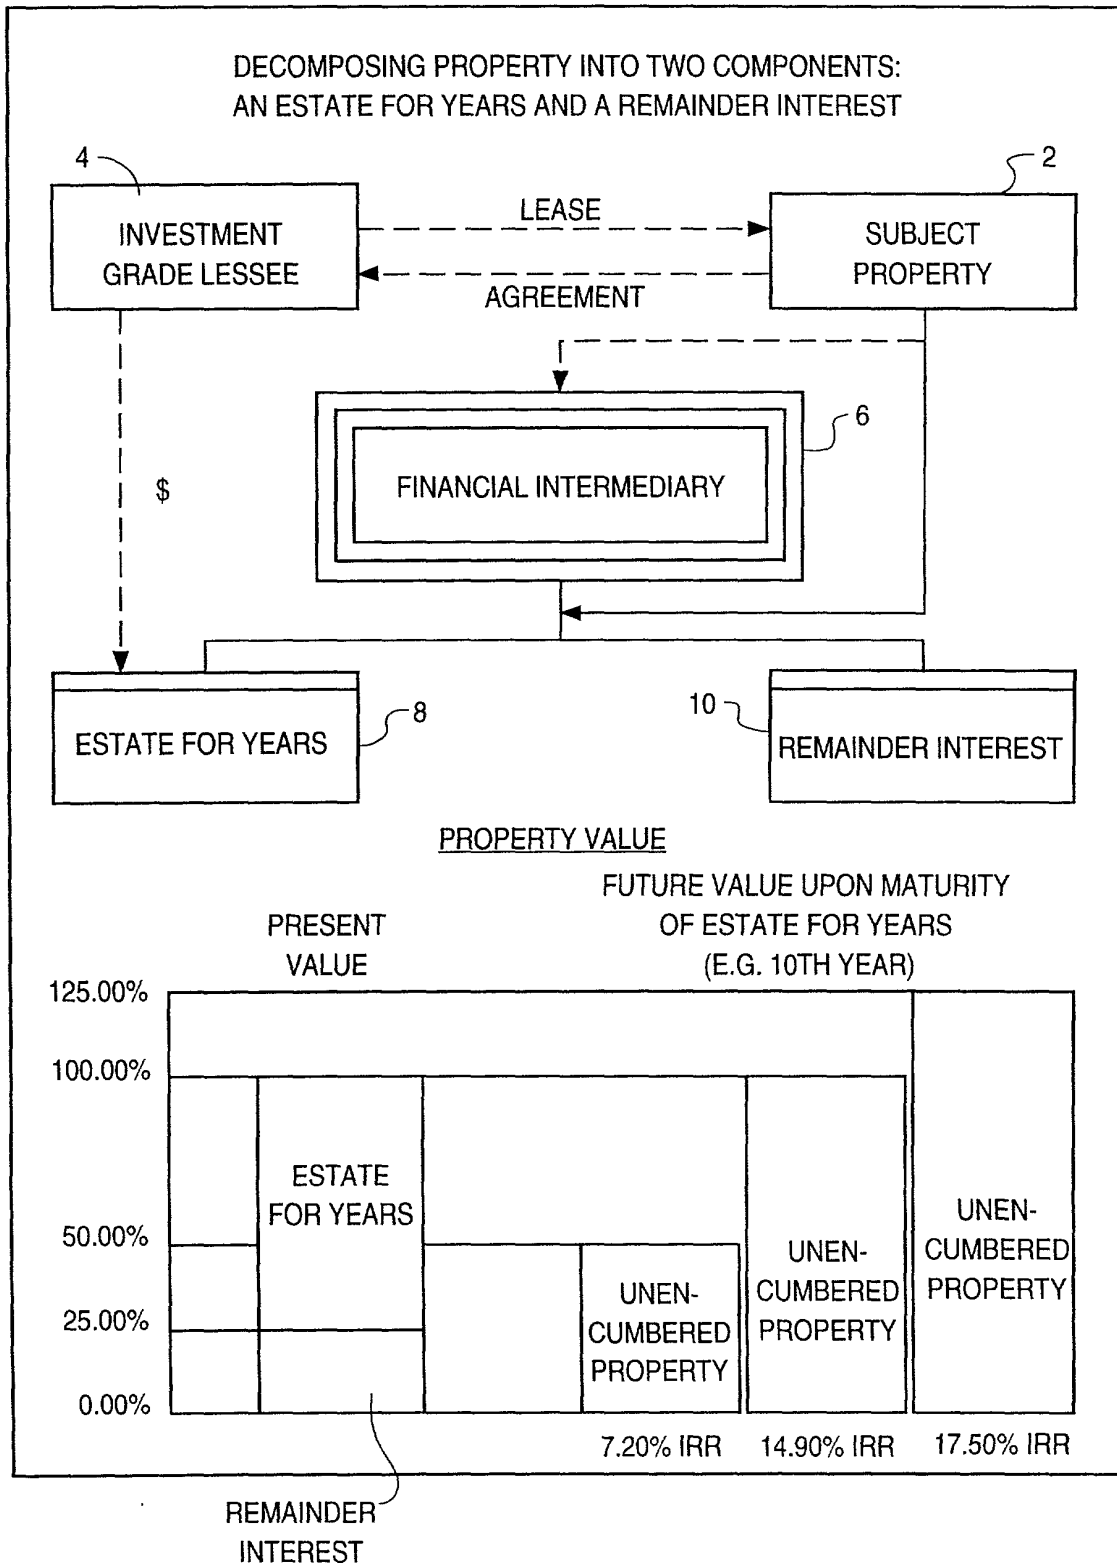 DECOMPOSING PROPERTY INTO TWO COMPONENTS:
AN ESTATE FOR YEARS AND A REMAINDER INTEREST
4
2
INVESTMENT
GRADE LESSEE
LEASE
AGREEMENT
SUBJECT
PROPERTY
6
FINANCIAL INTERMEDIARY
$
ESTATE FOR YEARS
8
10
REMAINDER INTEREST
PROPERTY VALUE
PRESENT
VALUE
FUTURE VALUE UPON MATURITY
OF ESTATE FOR YEARS
(E.G. 10TH YEAR)
125.00%
100.00%
50.00%
25.00%
0.00%
ESTATE
FOR YEARS
UNEN-
CUMBERED
PROPERTY
UNEN-
CUMBERED
PROPERTY
UNEN-
CUMBERED
PROPERTY
7.20% IRR
14.90% IRR
17.50% IRR
REMAINDER
INTEREST